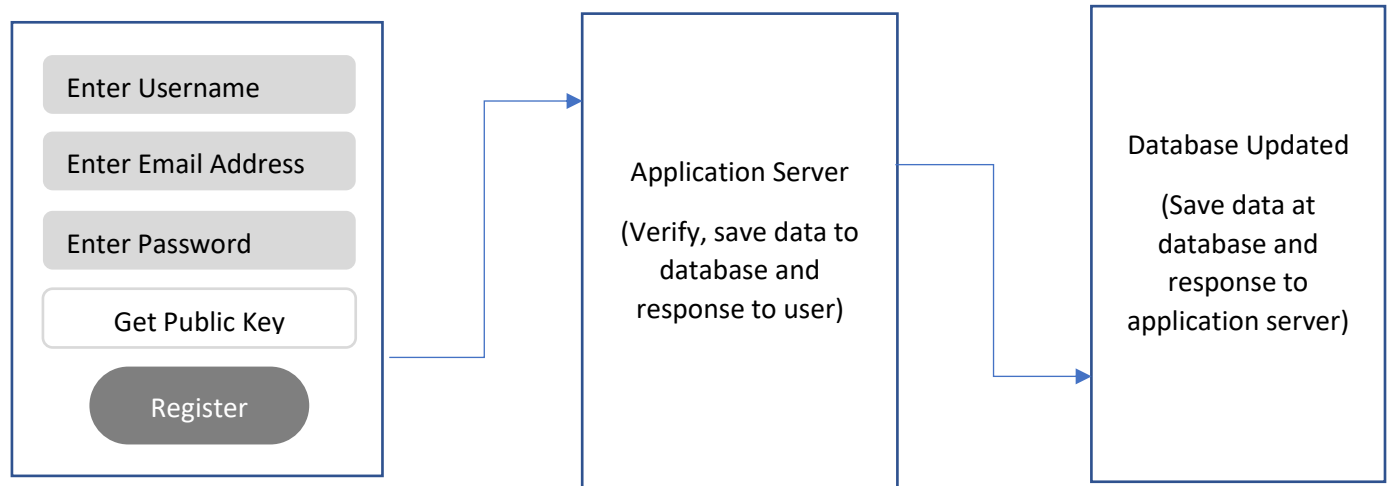 Enter Username
Enter Email Address
Enter Password
Get Public Key
Register
Application Server
(Verify, save data to
database and
response to user)
Database Updated
(Save data at
database and
response to
application server)